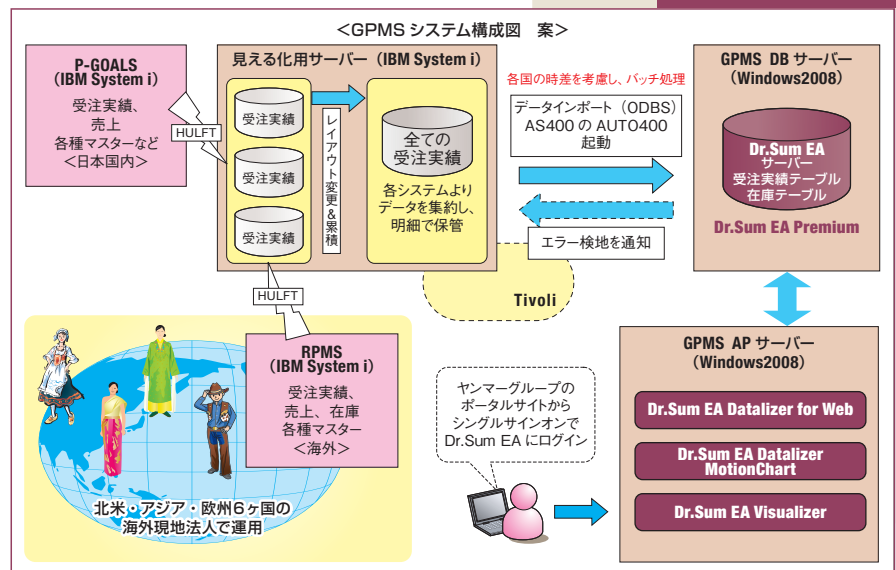 ＜GPMS システム構成図　案＞
P-GOALS
(IBM System i)
受注実績、
売上
各種マスターなど
＜日本国内＞
HULFT
見える化用サーバー（IBM System i）
受注実績
受注実績
受注実績
レイアウト変更＆累積
全ての
受注実績
各システムより
データを集約し、
明細で保管
各国の時差を考慮し、バッチ処理
データインポート（ODBS）
AS400 の AUTO400
起動
エラー検地を通知
Tivoli
GPMS DB サーバー
（Windows2008）
Dr.Sum EA
サーバー
受注実績テーブル
在庫テーブル
Dr.Sum EA Premium
HULFT
RPMS
(IBM System i)
受注実績、
売上、在庫
各種マスター
＜海外＞
北米・アジア・欧州６ヶ国の
海外現地法人で運用
ヤンマーグループの
ポータルサイトから
シングルサインオンで
Dr.Sum EA にログイン
GPMS AP サーバー
（Windows2008）
Dr.Sum EA Datalizer for Web
Dr.Sum EA Datalizer
MotionChart
Dr.Sum EA Visualizer